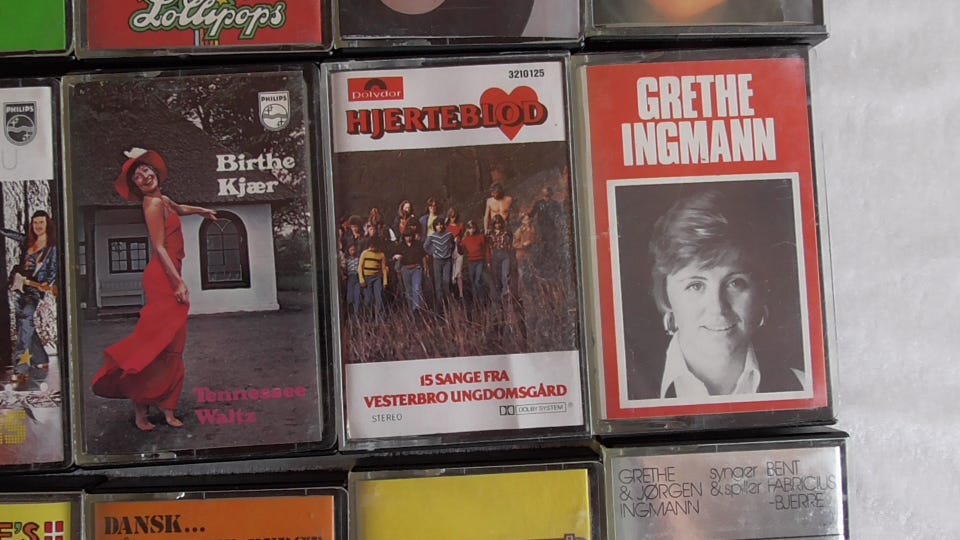 Lollipops
PHILIPS
PHILIPS
Birthe
Kjær
Tennessee
Waltz
Polydor
3210125
HJERTEBLOD
15 SANGE FRA
VESTERBRO UNGDOMSGÅRD
STEREO
DOLBY SYSTEM
GRETHE
INGMANN
DANSK...
GRETHE
& JØRGEN
INGMANN
synger
& spiller
BENT
FABRICIUS
-BJERRE